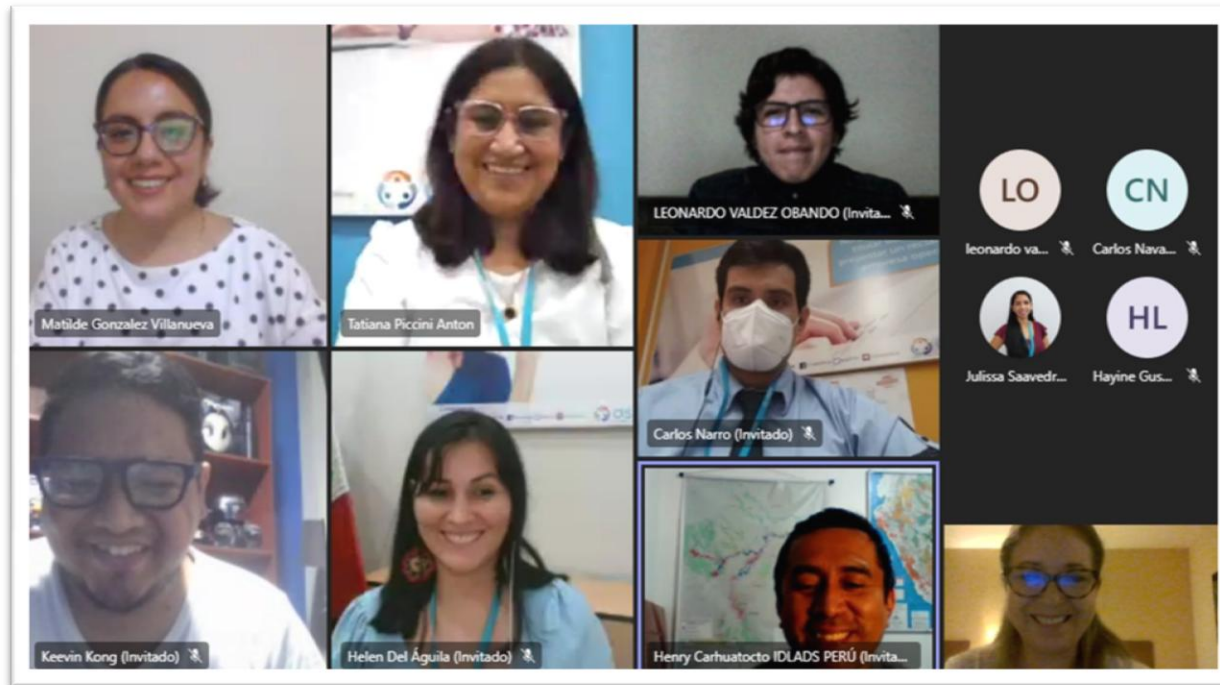 Matilde Gonzalez Villanueva
Tatiana Piccini Anton
LEONARDO VALDEZ OBANDO (Invita...
Carlos Narro (Invitado)
Keevin Kong (Invitado)
Helen Del Águila (Invitado)
Henry Carhuatocto IDLADS PERÚ (Invita...
LO
CN
leonardo va...
Carlos Nava...
HL
Julissa Saavedr...
Hayine Gus...